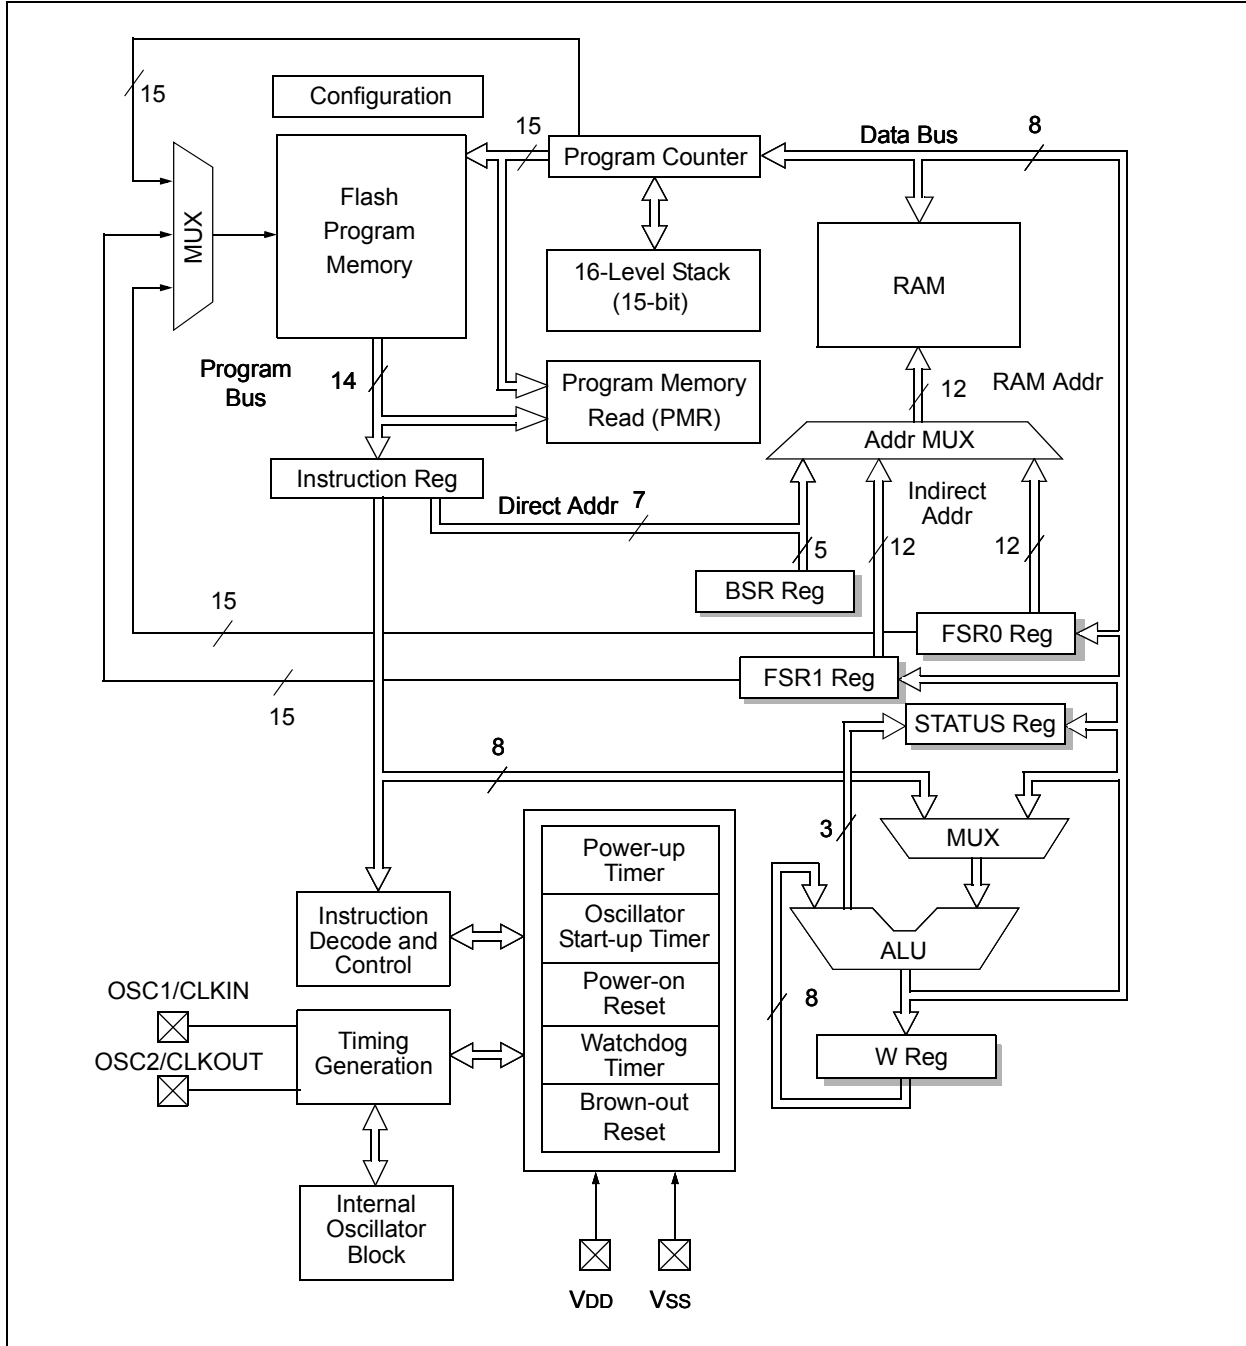 15
Configuration
15
Program Counter
Data Bus
8
MUX
Flash
Program
Memory
16-Level Stack
(15-bit)
RAM
Program
Bus
14
Program Memory
Read (PMR)
12
RAM Addr
Addr MUX
Instruction Reg
Direct Addr
7
Indirect
Addr
5
12
12
BSR Reg
15
FSR0 Reg
FSR1 Reg
15
STATUS Reg
8
3
MUX
Power-up
Timer
Oscillator
Start-up Timer
Power-on
Reset
Watchdog
Timer
Brown-out
Reset
Instruction
Decode and
Control
ALU
8
W Reg
OSC1/CLKIN
OSC2/CLKOUT
Timing
Generation
Internal
Oscillator
Block
VDD
VSS